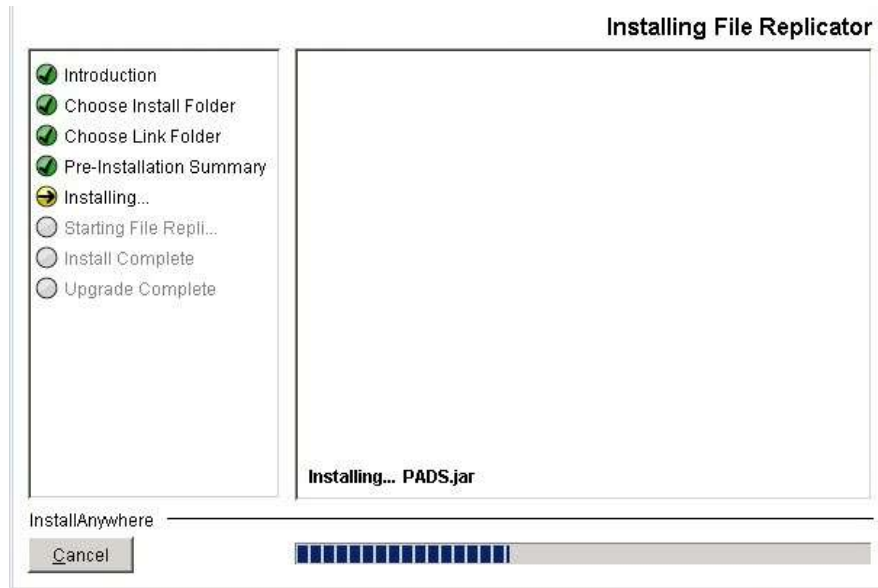 Installing File Replicator
Introduction
Choose Install Folder
Choose Link Folder
Pre-Installation Summary
Installing...
Starting File Repli...
Install Complete
Upgrade Complete
Installing... PADS.jar
InstallAnywhere
Cancel